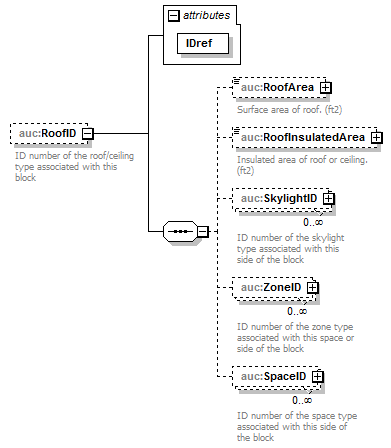 attributes
IDref
auc:RoofID
ID number of the roof/ceiling
type associated with this
block
auc:RoofArea
Surface area of roof. (ft2)
auc:RoofInsulatedArea
Insulated area of roof or ceiling.
(ft2)
auc:SkylightID
0..∞
ID number of the skylight
type associated with this
side of the block
auc:ZoneID
0..∞
ID number of the zone type
associated with this space or
side of the block
auc:SpaceID
0..∞
ID number of the space type
associated with this side of
the block